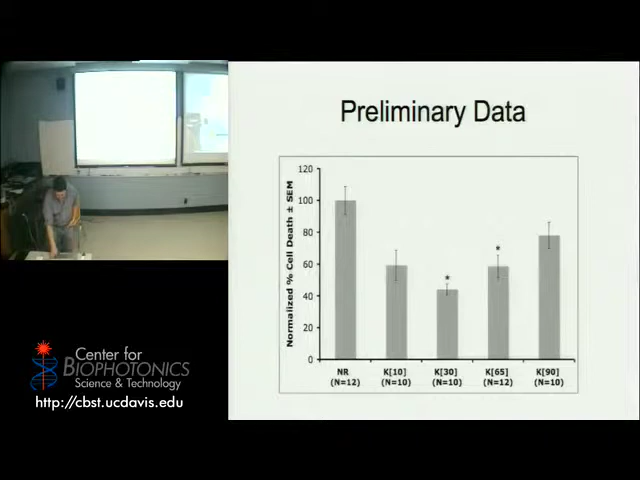 Preliminary Data
Normalized % Cell Death ± SEM
120
100
80
60
40
20
0
*
*
NR K[10] K[30] K[65] K[90]
(N=12) (N=10) (N=10) (N=12) (N=10)
Center for
BIOPHOTONICS
Science & Technology
http://cbst.ucdavis.edu